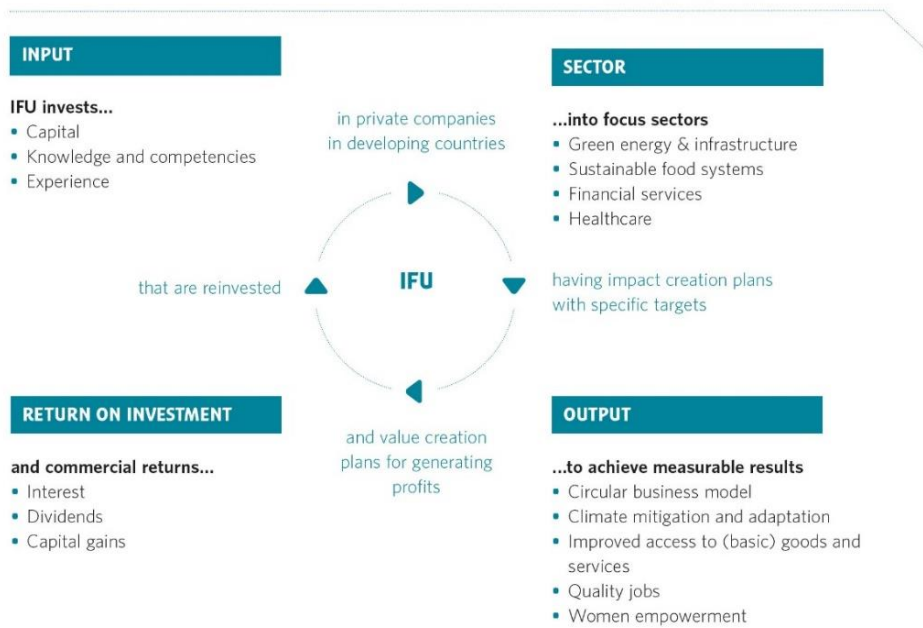 INPUT
IFU invests...
• Capital
• Knowledge and competencies
• Experience
in private companies
in developing countries
SECTOR
...into focus sectors
• Green energy & infrastructure
• Sustainable food systems
• Financial services
• Healthcare
that are reinvested
IFU
having impact creation plans
with specific targets
RETURN ON INVESTMENT
and commercial returns...
• Interest
• Dividends
• Capital gains
and value creation
plans for generating
profits
OUTPUT
...to achieve measurable results
• Circular business model
• Climate mitigation and adaptation
• Improved access to (basic) goods and
services
• Quality jobs
• Women empowerment